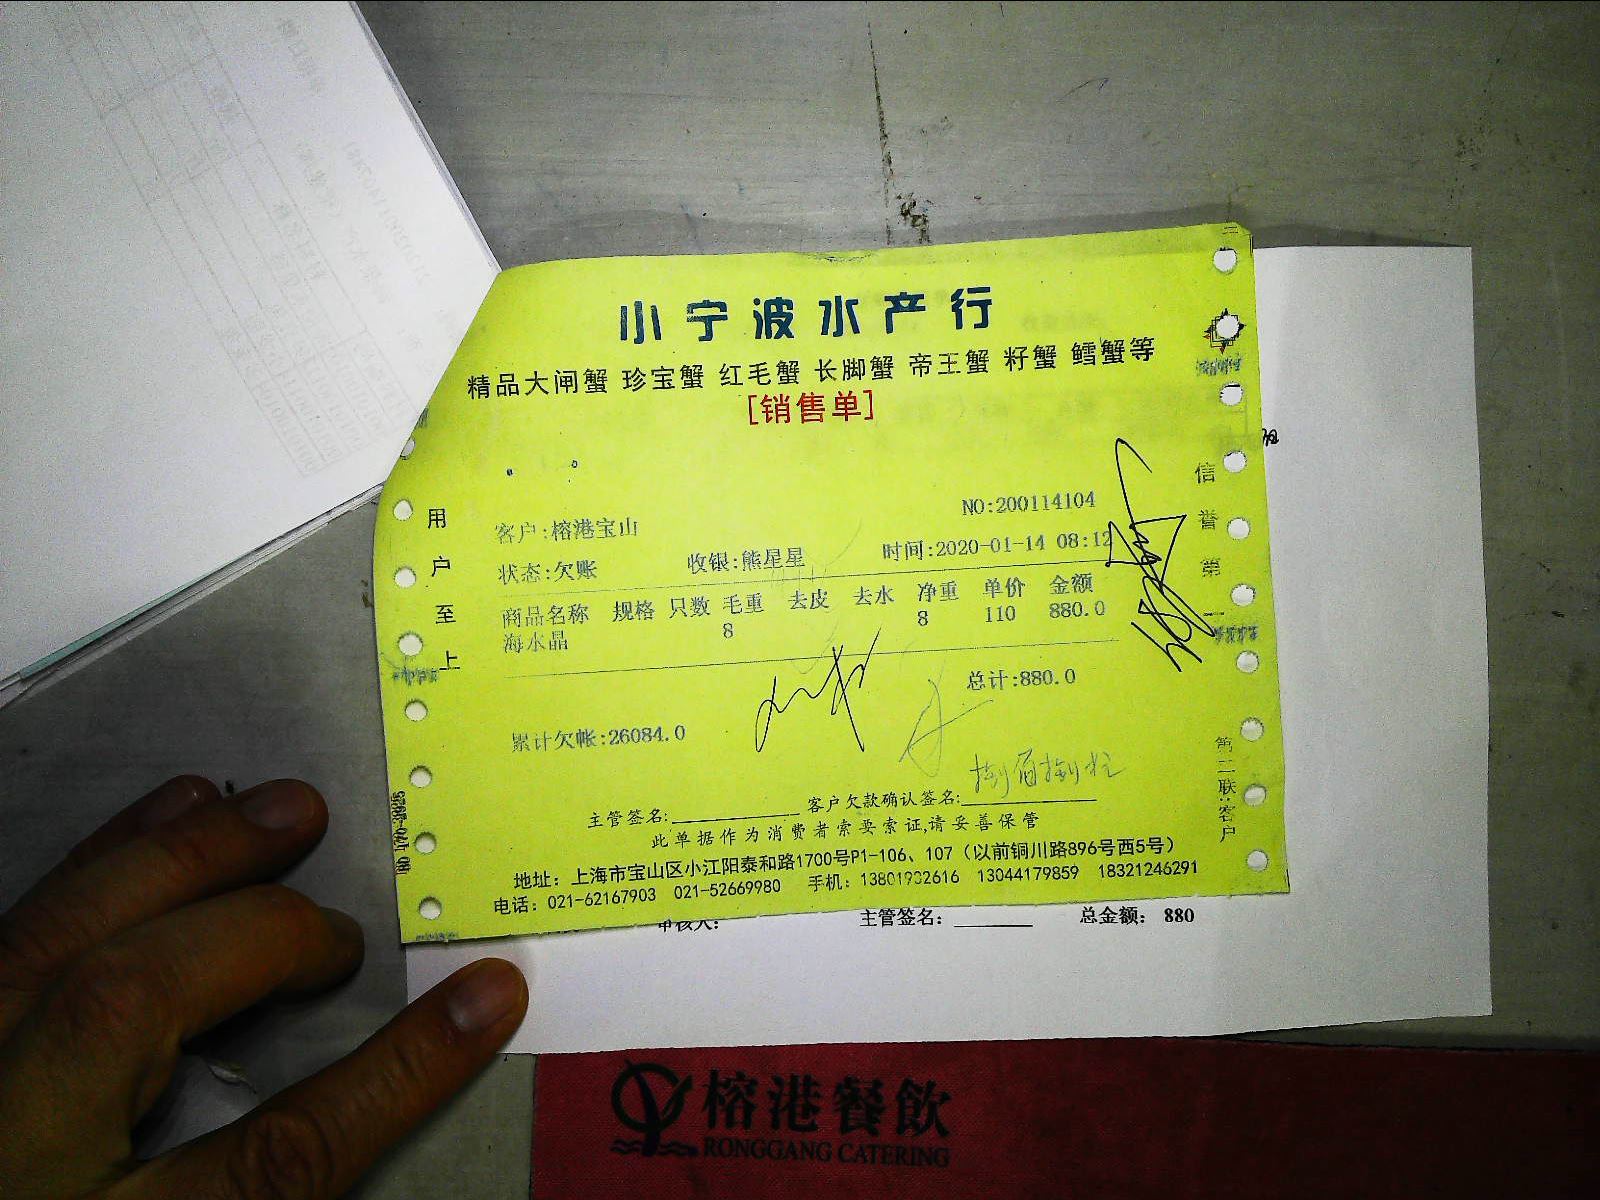 小宁波水产行
精品大闸蟹 珍宝蟹 红毛蟹 长脚蟹 帝王蟹 籽蟹 鳕蟹等
[销售单]
NO:200114104
客户:榕港宝山
状态:欠账 收银:熊星星 时间:2020-01-14 08:12
商品名称 规格 只数 毛重 去皮 去水 净重 单价 金额
海水晶 8 8 110 880.0
总计:880.0
累计欠帐:26084.0
捌佰捌拾
主管签名: 客户欠款确认签名:
此单据作为消费者索要索证,请妥善保管
地址：上海市宝山区小江阳泰和路1700号P1-106、107（以前铜川路896号西5号）
电话：021-62167903 021-52669980 手机：13801932616 13044179859 18321246291
用户至上
信誉第一
第二联:客户
审核人: 主管签名: 总金额: 880
榕港餐飲
RONGGANG CATERING